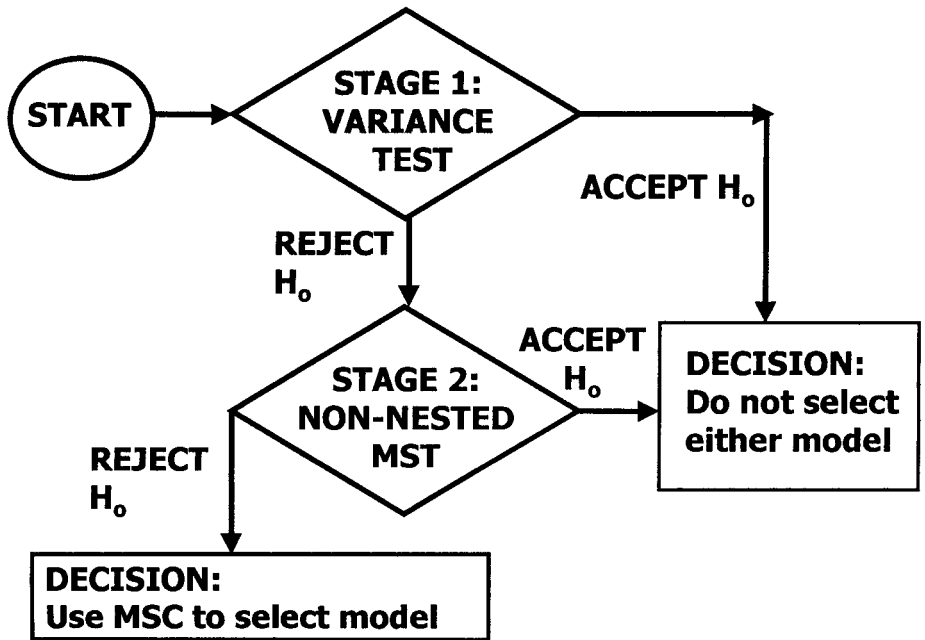 START
STAGE 1:
VARIANCE
TEST
ACCEPT Ho
REJECT
Ho
STAGE 2:
NON-NESTED
MST
ACCEPT
Ho
DECISION:
Do not select
either model
REJECT
Ho
DECISION:
Use MSC to select model